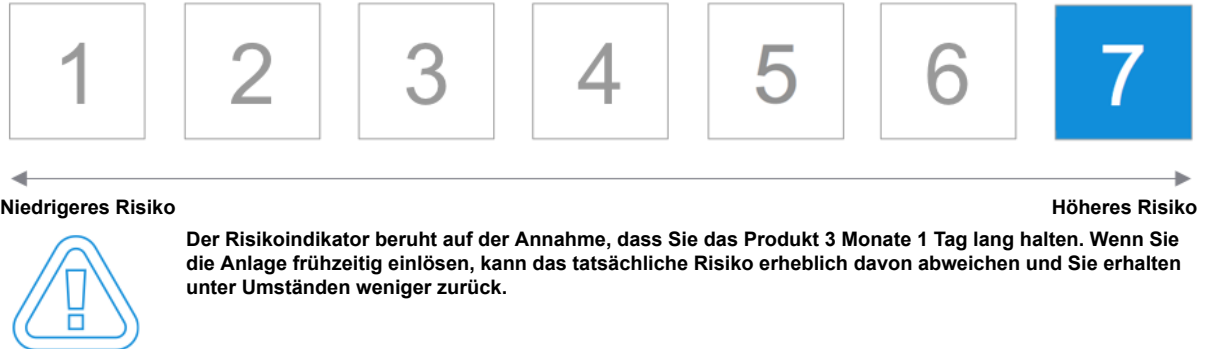 1 2 3 4 5 6 7
Niedrigeres Risiko Höheres Risiko
Der Risikoindikator beruht auf der Annahme, dass Sie das Produkt 3 Monate 1 Tag lang halten. Wenn Sie
die Anlage frühzeitig einlösen, kann das tatsächliche Risiko erheblich davon abweichen und Sie erhalten
unter Umständen weniger zurück.